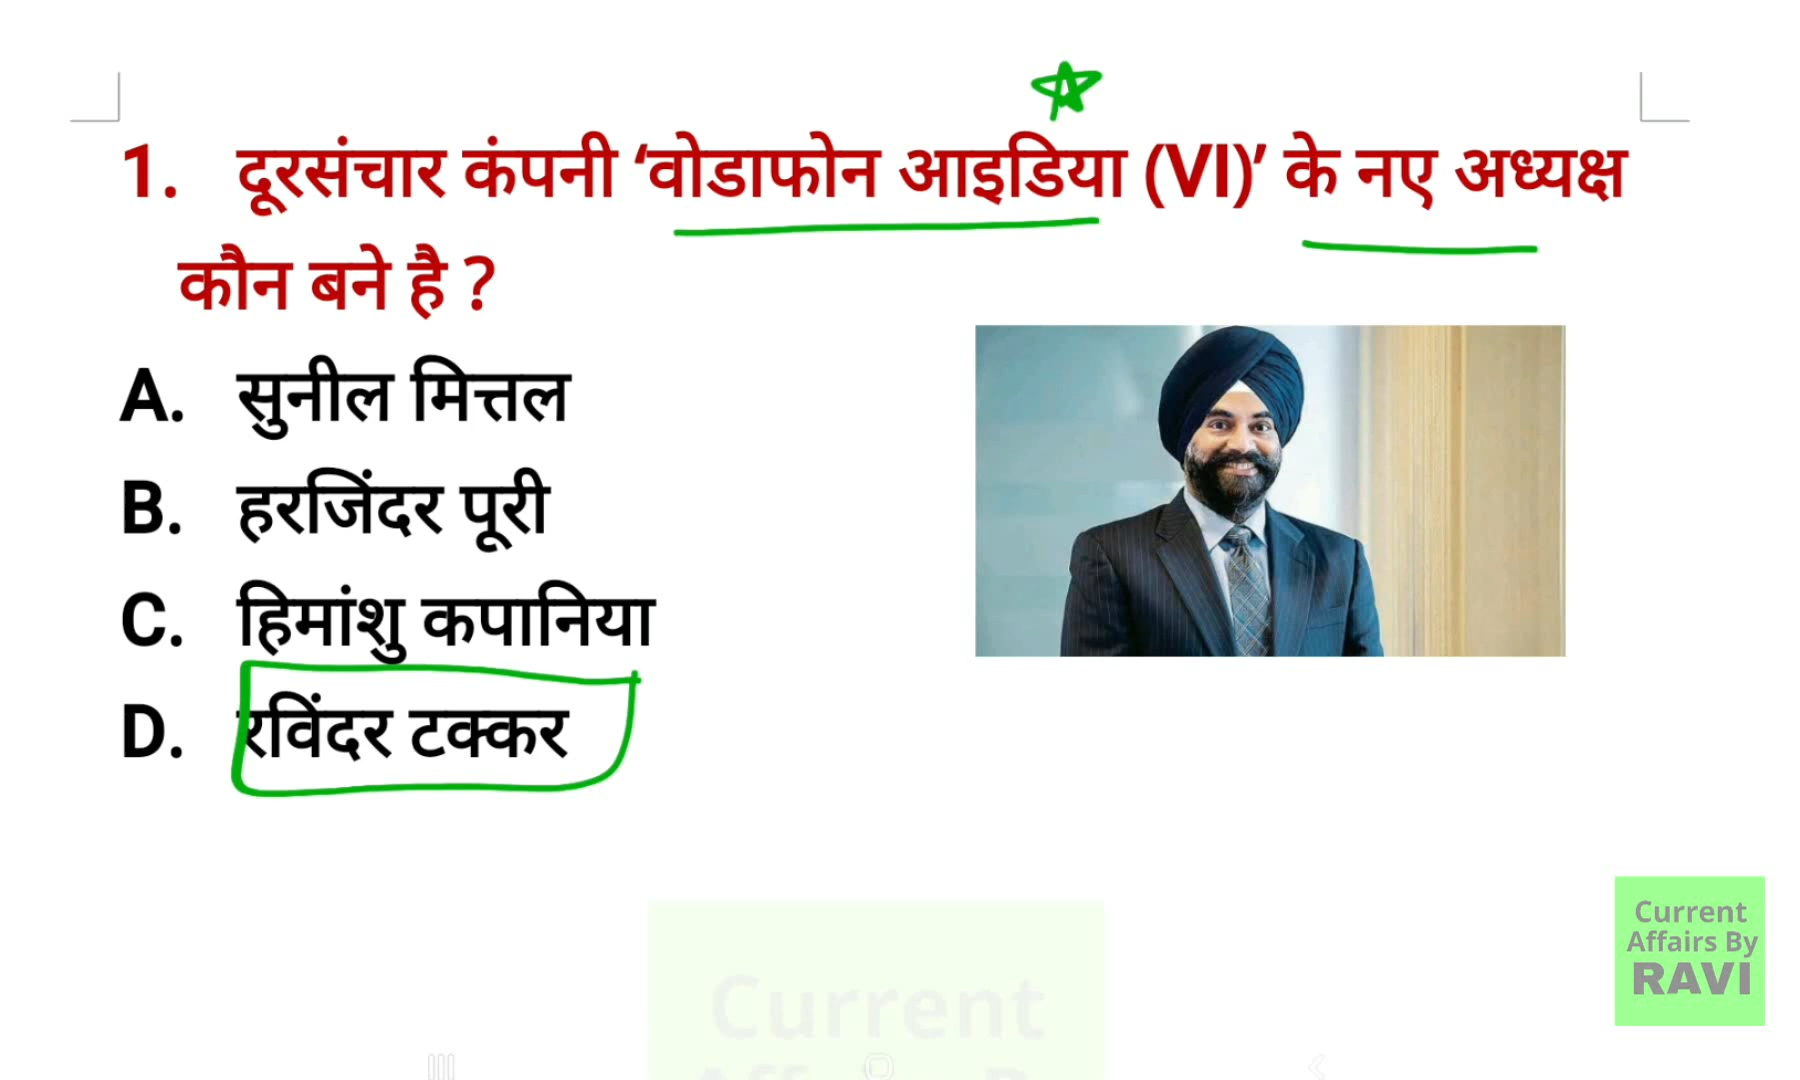 1. दूरसंचार कंपनी ‘वोडाफोन आइडिया (VI)’ के नए अध्यक्ष
कौन बने है ?
A. सुनील मित्तल
B. हरजिंदर पूरी
C. हिमांशु कपानिया
D. रविंदर टक्कर
Current
Affairs By
RAVI
Current